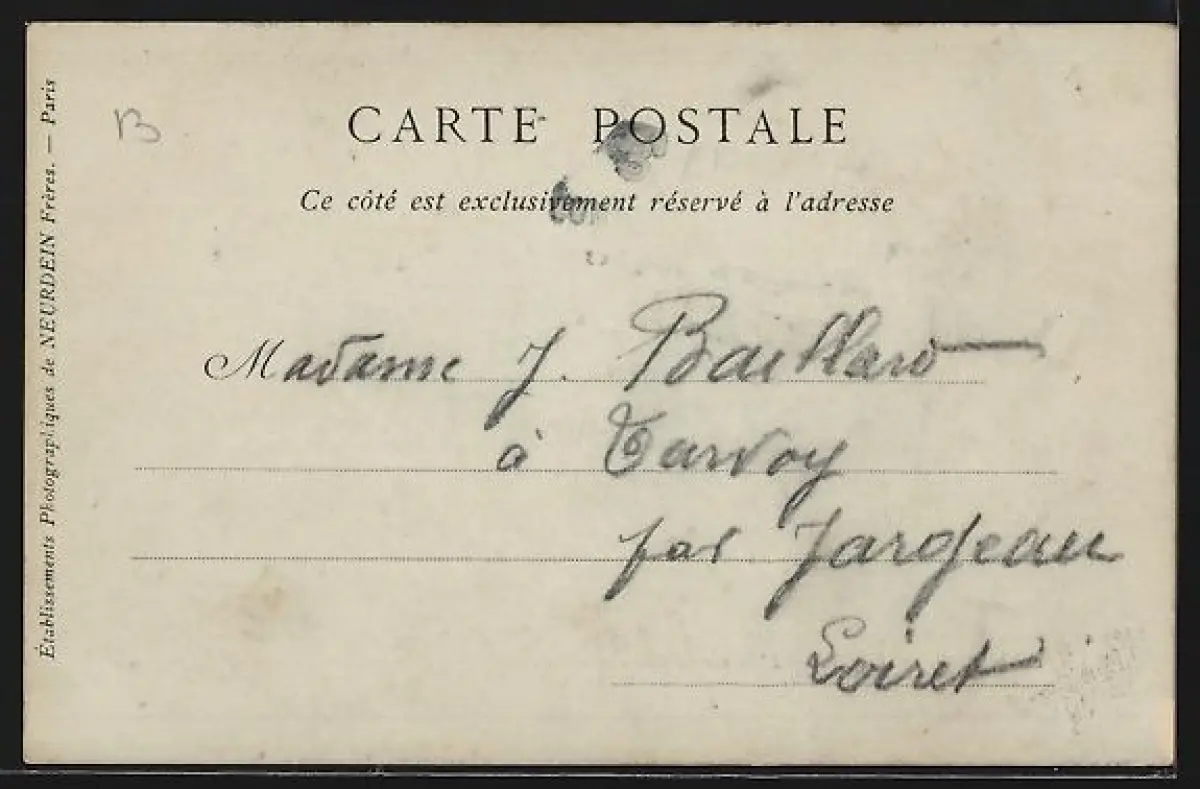 CARTE POSTALE
Ce côté est exclusivement réservé à l'adresse
Madame J. Baillard
à Tarvoy
par Jargeau
Loiret
Établissements Photographiques de NEURDEIN Frères. — Paris
B